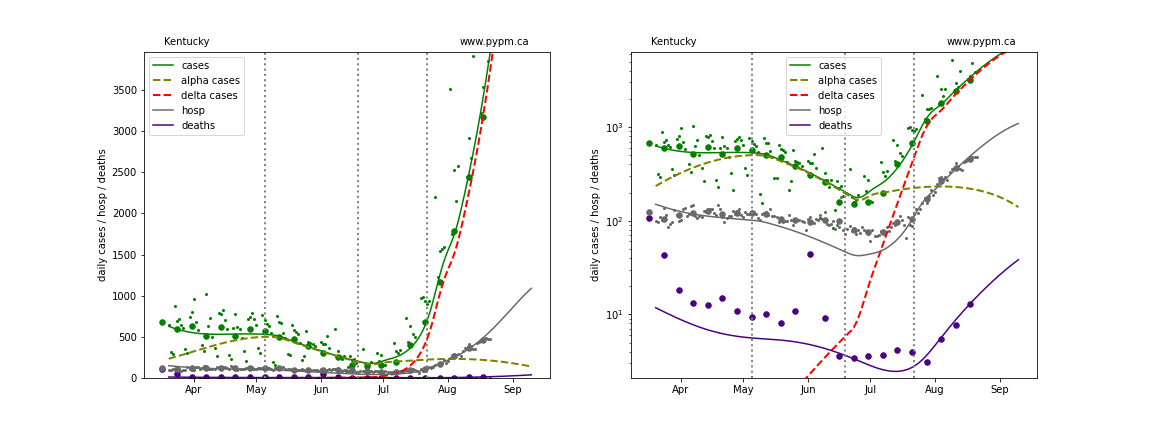 Kentucky www.pypm.ca
cases
alpha cases
delta cases
hosp
deaths
daily cases / hosp / deaths
3500
3000
2500
2000
1500
1000
500
0
Apr May Jun Jul Aug Sep
Kentucky www.pypm.ca
cases
alpha cases
delta cases
hosp
deaths
daily cases / hosp / deaths
10³
10²
10¹
Apr May Jun Jul Aug Sep